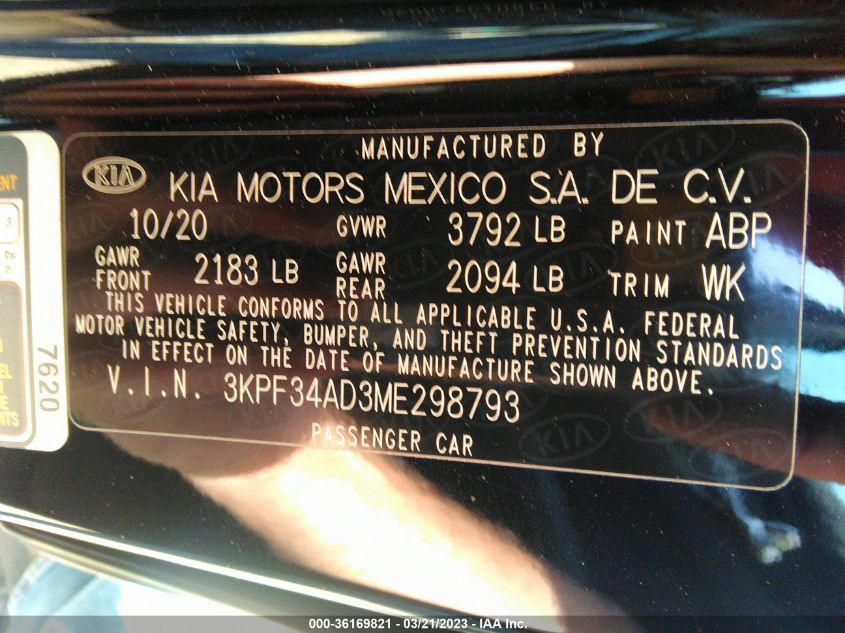 MANUFACTURED BY
KIA KIA MOTORS MEXICO S.A. DE C.V.
10/20 GVWR 3792 LB PAINT ABP
GAWR FRONT 2183 LB GAWR REAR 2094 LB TRIM WK
THIS VEHICLE CONFORMS TO ALL APPLICABLE U.S.A. FEDERAL
MOTOR VEHICLE SAFETY, BUMPER, AND THEFT PREVENTION STANDARDS
IN EFFECT ON THE DATE OF MANUFACTURE SHOWN ABOVE.
V.I.N. 3KPF34AD3ME298793
PASSENGER CAR
7620
000-36169821 - 03/21/2023 - IAA Inc.